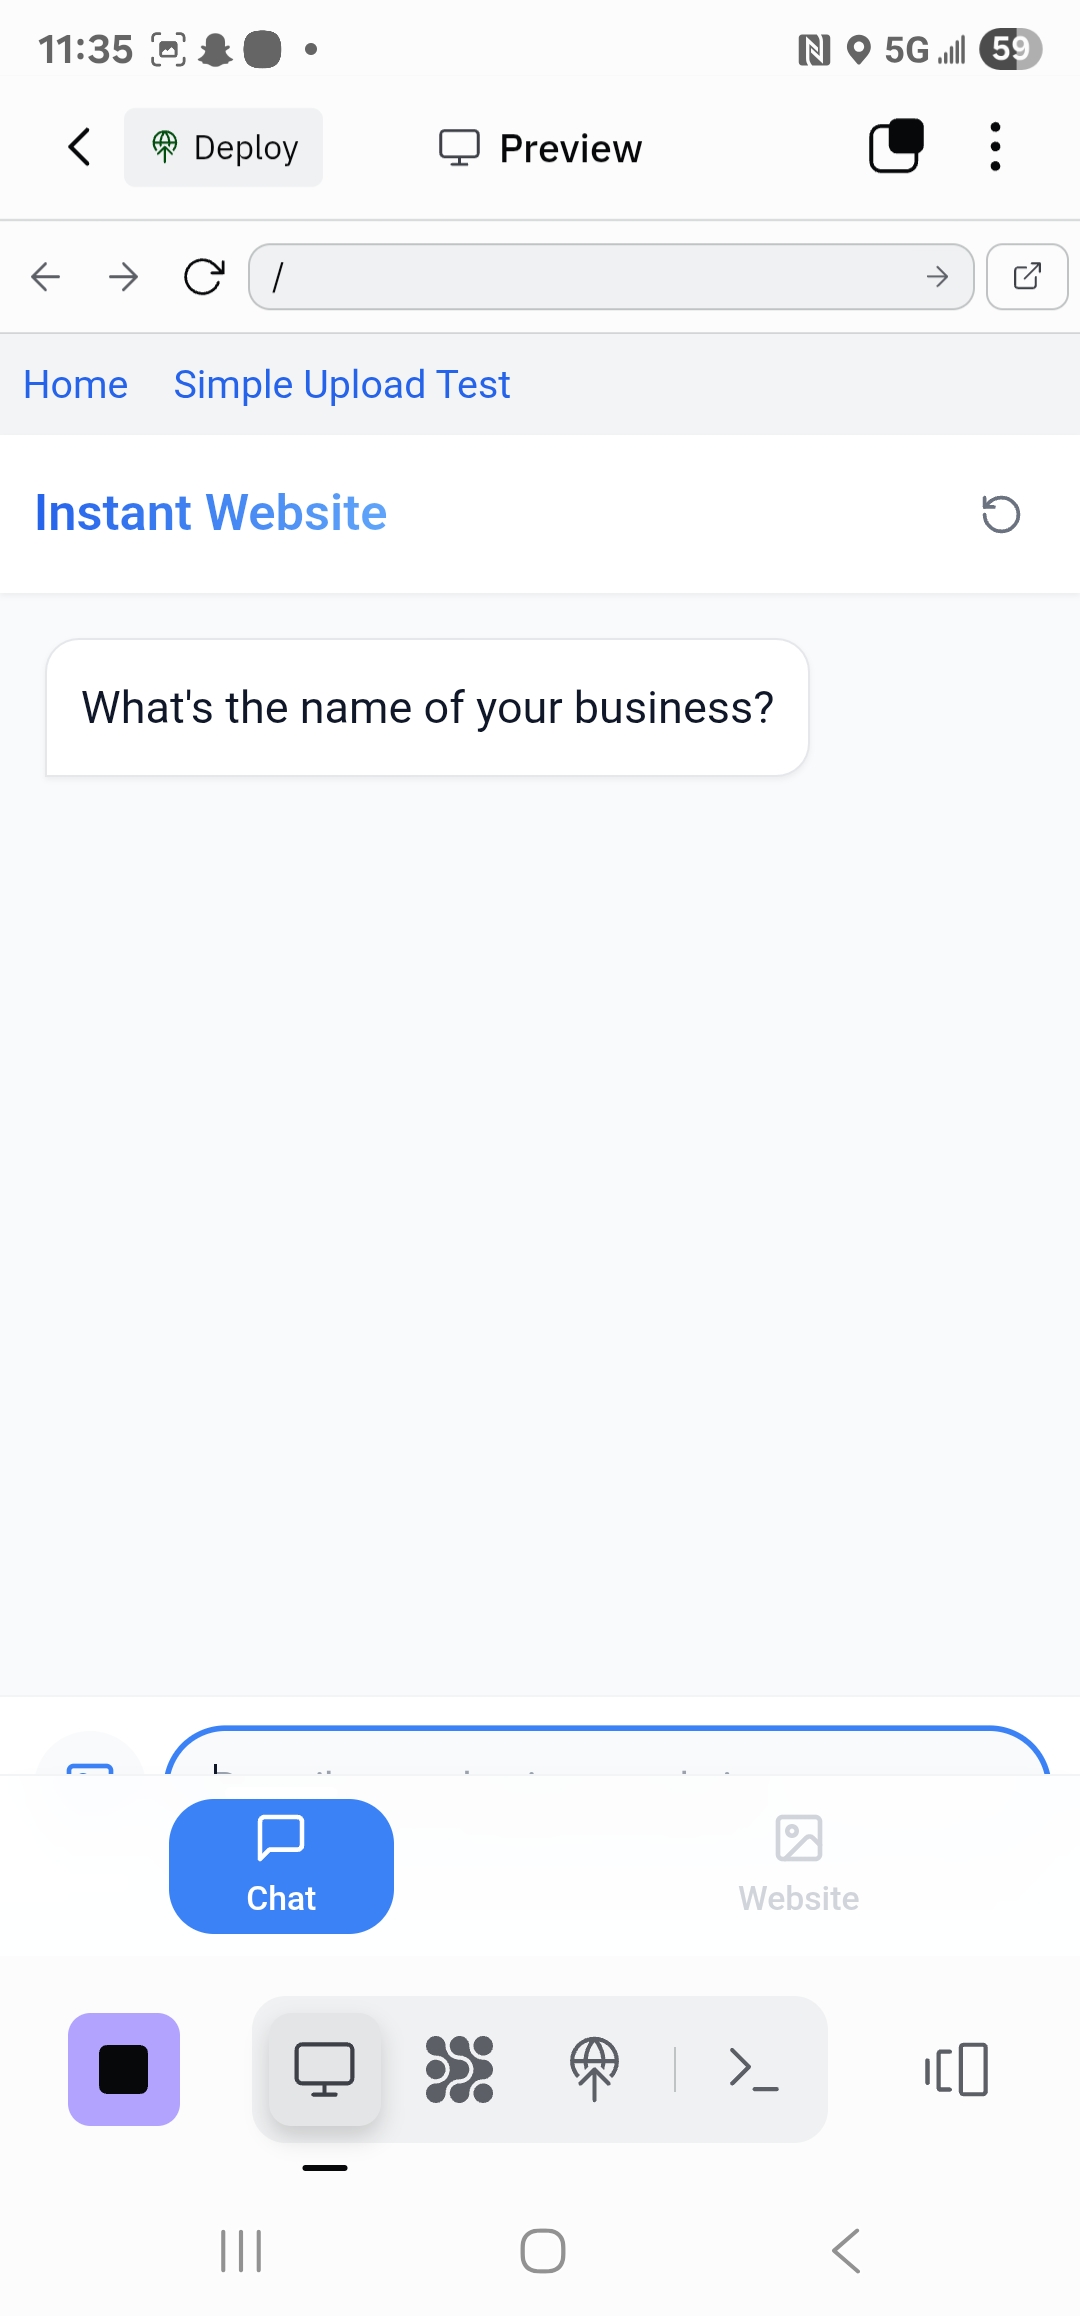 11:35
5G
59
Deploy
Preview
/
Home
Simple Upload Test
Instant Website
What's the name of your business?
Chat
Website